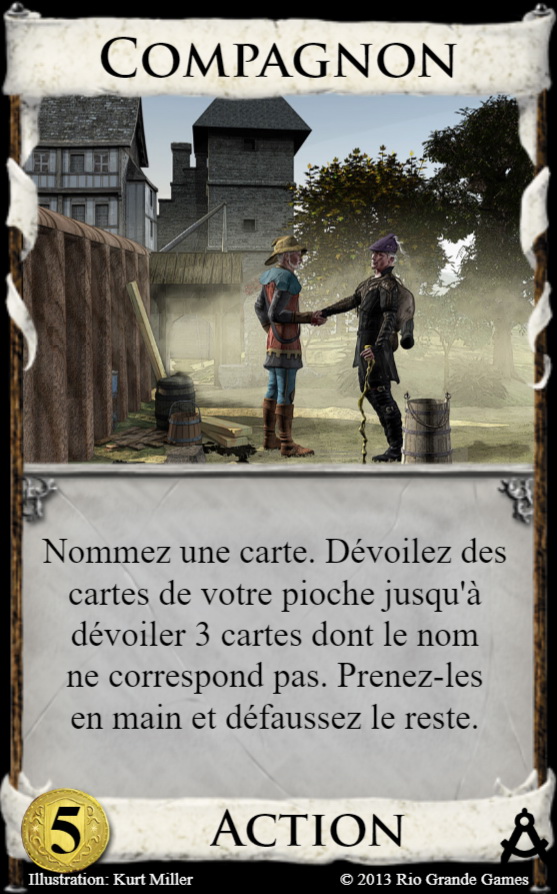 Compagnon
Nommez une carte. Dévoilez des
cartes de votre pioche jusqu'à
dévoiler 3 cartes dont le nom
ne correspond pas. Prenez-les
en main et défaussez le reste.
5
Action
Illustration: Kurt Miller
© 2013 Rio Grande Games